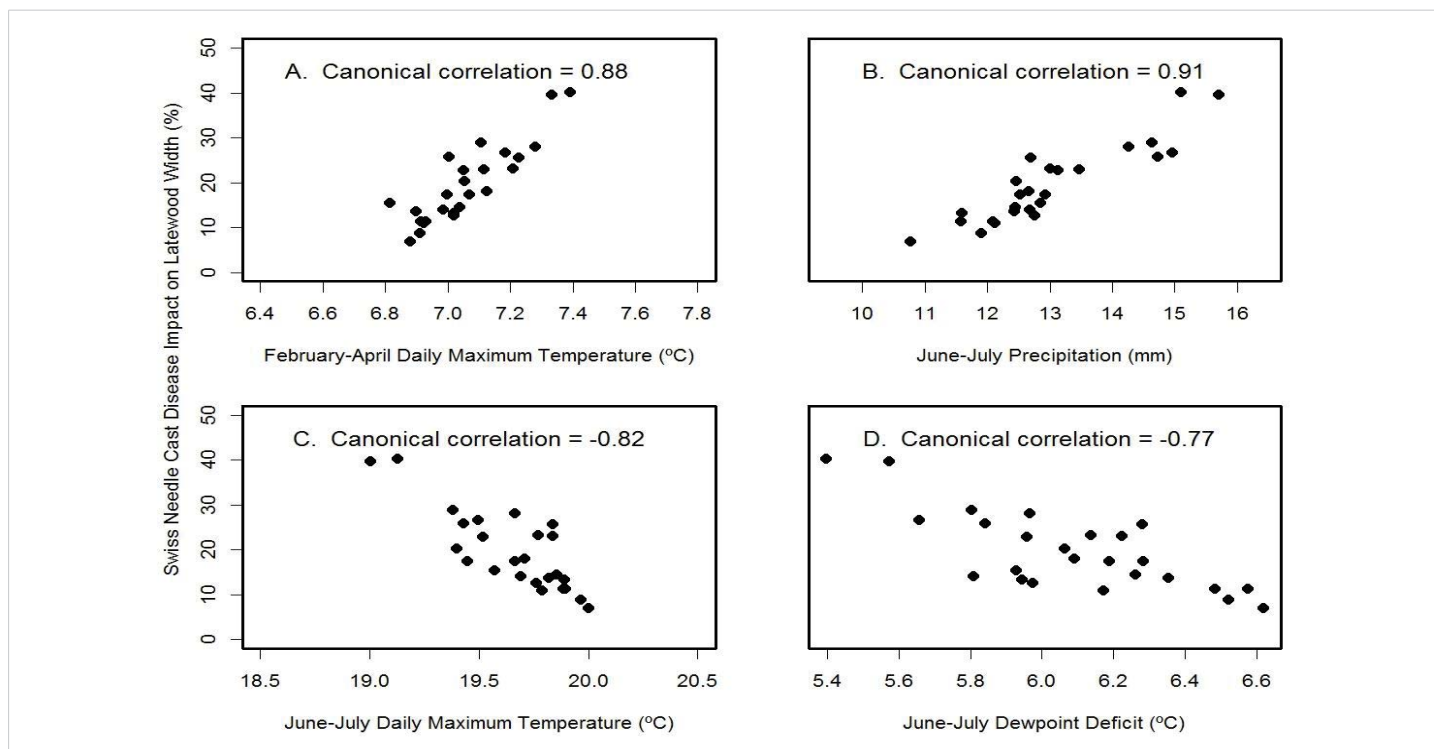 Swiss Needle Cast Disease Impact on Latewood Width (%)
A. Canonical correlation = 0.88
50
40
30
20
10
0
6.4 6.6 6.8 7.0 7.2 7.4 7.6 7.8
February-April Daily Maximum Temperature (ºC)
B. Canonical correlation = 0.91
10 11 12 13 14 15 16
June-July Precipitation (mm)
C. Canonical correlation = -0.82
50
40
30
20
10
0
18.5 19.0 19.5 20.0 20.5
June-July Daily Maximum Temperature (ºC)
D. Canonical correlation = -0.77
5.4 5.6 5.8 6.0 6.2 6.4 6.6
June-July Dewpoint Deficit (ºC)